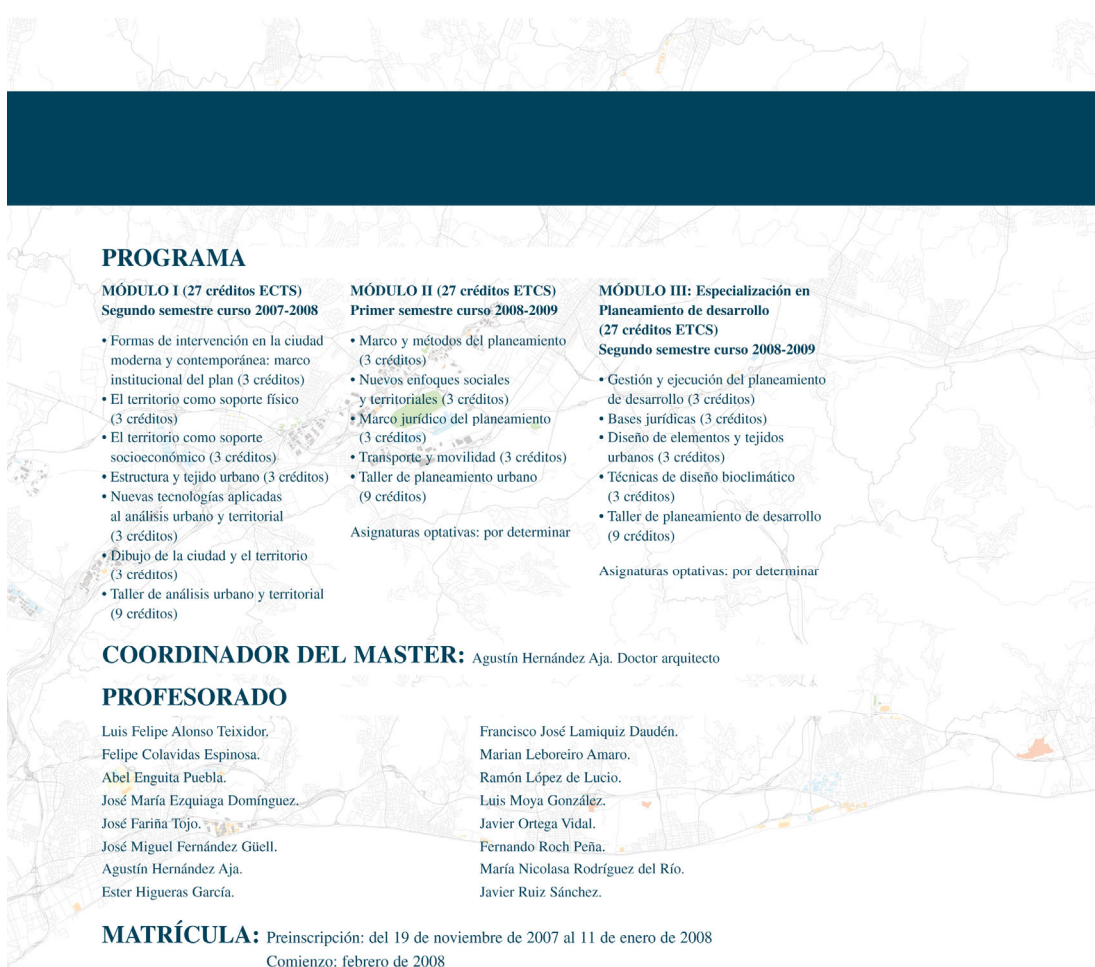 PROGRAMA
MÓDULO I (27 créditos ECTS)
Segundo semestre curso 2007-2008
• Formas de intervención en la ciudad
moderna y contemporánea: marco
institucional del plan (3 créditos)
• El territorio como soporte físico
(3 créditos)
• El territorio como soporte
socioeconómico (3 créditos)
• Estructura y tejido urbano (3 créditos)
• Nuevas tecnologías aplicadas
al análisis urbano y territorial
(3 créditos)
• Dibujo de la ciudad y el territorio
(3 créditos)
• Taller de análisis urbano y territorial
(9 créditos)
MÓDULO II (27 créditos ETCS)
Primer semestre curso 2008-2009
• Marco y métodos del planeamiento
(3 créditos)
• Nuevos enfoques sociales
y territoriales (3 créditos)
• Marco jurídico del planeamiento
(3 créditos)
• Transporte y movilidad (3 créditos)
• Taller de planeamiento urbano
(9 créditos)
Asignaturas optativas: por determinar
MÓDULO III: Especialización en
Planeamiento de desarrollo
(27 créditos ETCS)
Segundo semestre curso 2008-2009
• Gestión y ejecución del planeamiento
de desarrollo (3 créditos)
• Bases jurídicas (3 créditos)
• Diseño de elementos y tejidos
urbanos (3 créditos)
• Técnicas de diseño bioclimático
(3 créditos)
• Taller de planeamiento de desarrollo
(9 créditos)
Asignaturas optativas: por determinar
COORDINADOR DEL MASTER: Agustín Hernández Aja. Doctor arquitecto
PROFESORADO
Luis Felipe Alonso Teixidor.
Felipe Colavidas Espinosa.
Abel Enguita Puebla.
José María Ezquiaga Domínguez.
José Fariña Tojo.
José Miguel Fernández Güell.
Agustín Hernández Aja.
Ester Higueras García.
Francisco José Lamiquiz Daudén.
Marian Leboreiro Amaro.
Ramón López de Lucio.
Luis Moya González.
Javier Ortega Vidal.
Fernando Roch Peña.
María Nicolasa Rodríguez del Río.
Javier Ruiz Sánchez.
MATRÍCULA: Preinscripción: del 19 de noviembre de 2007 al 11 de enero de 2008
Comienzo: febrero de 2008